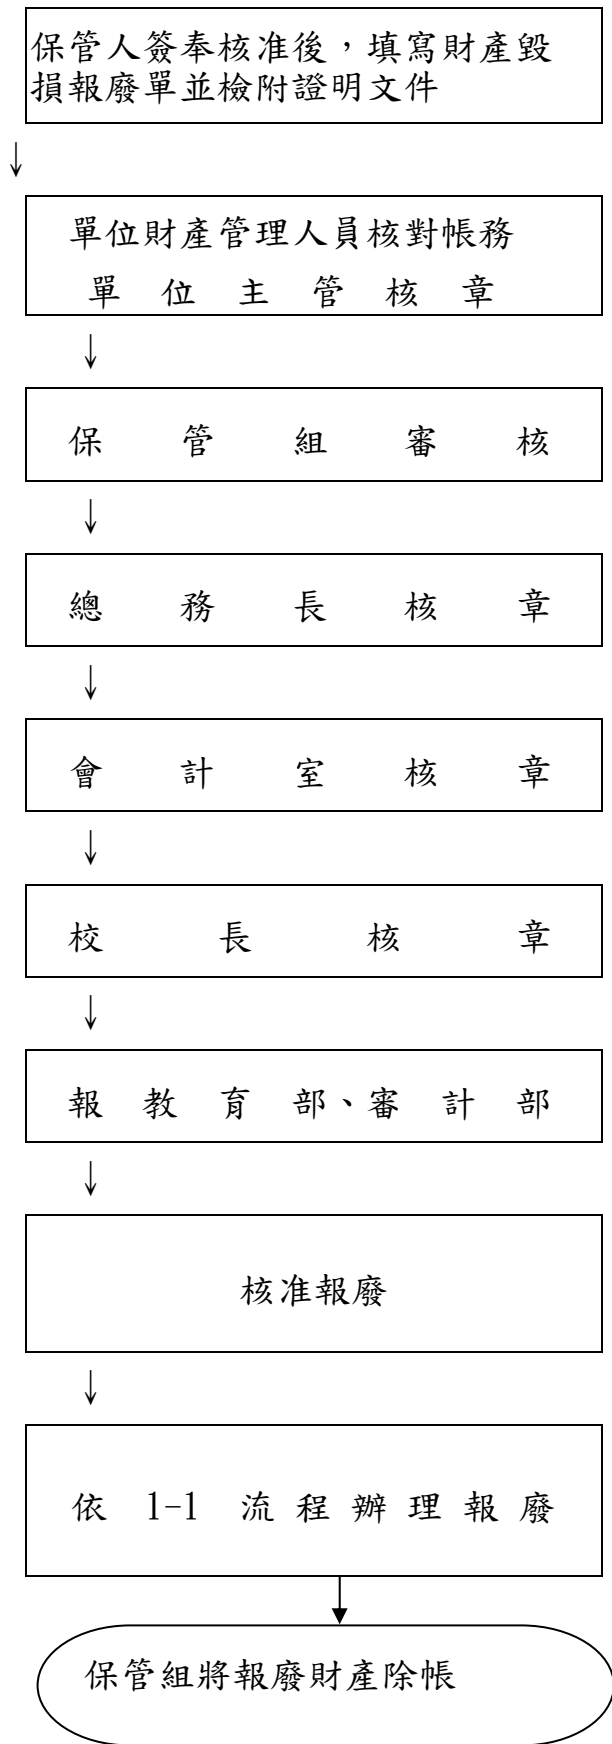 保管人簽奉核准後，填寫財產毀
損報廢單並檢附證明文件
↓
單位財產管理人員核對帳務
單位主管核章
↓
保管組審核
↓
總務長核章
↓
會計室核章
↓
校長核章
↓
報教育部、審計部
↓
核准報廢
↓
依1-1流程辦理報廢
保管組將報廢財產除帳